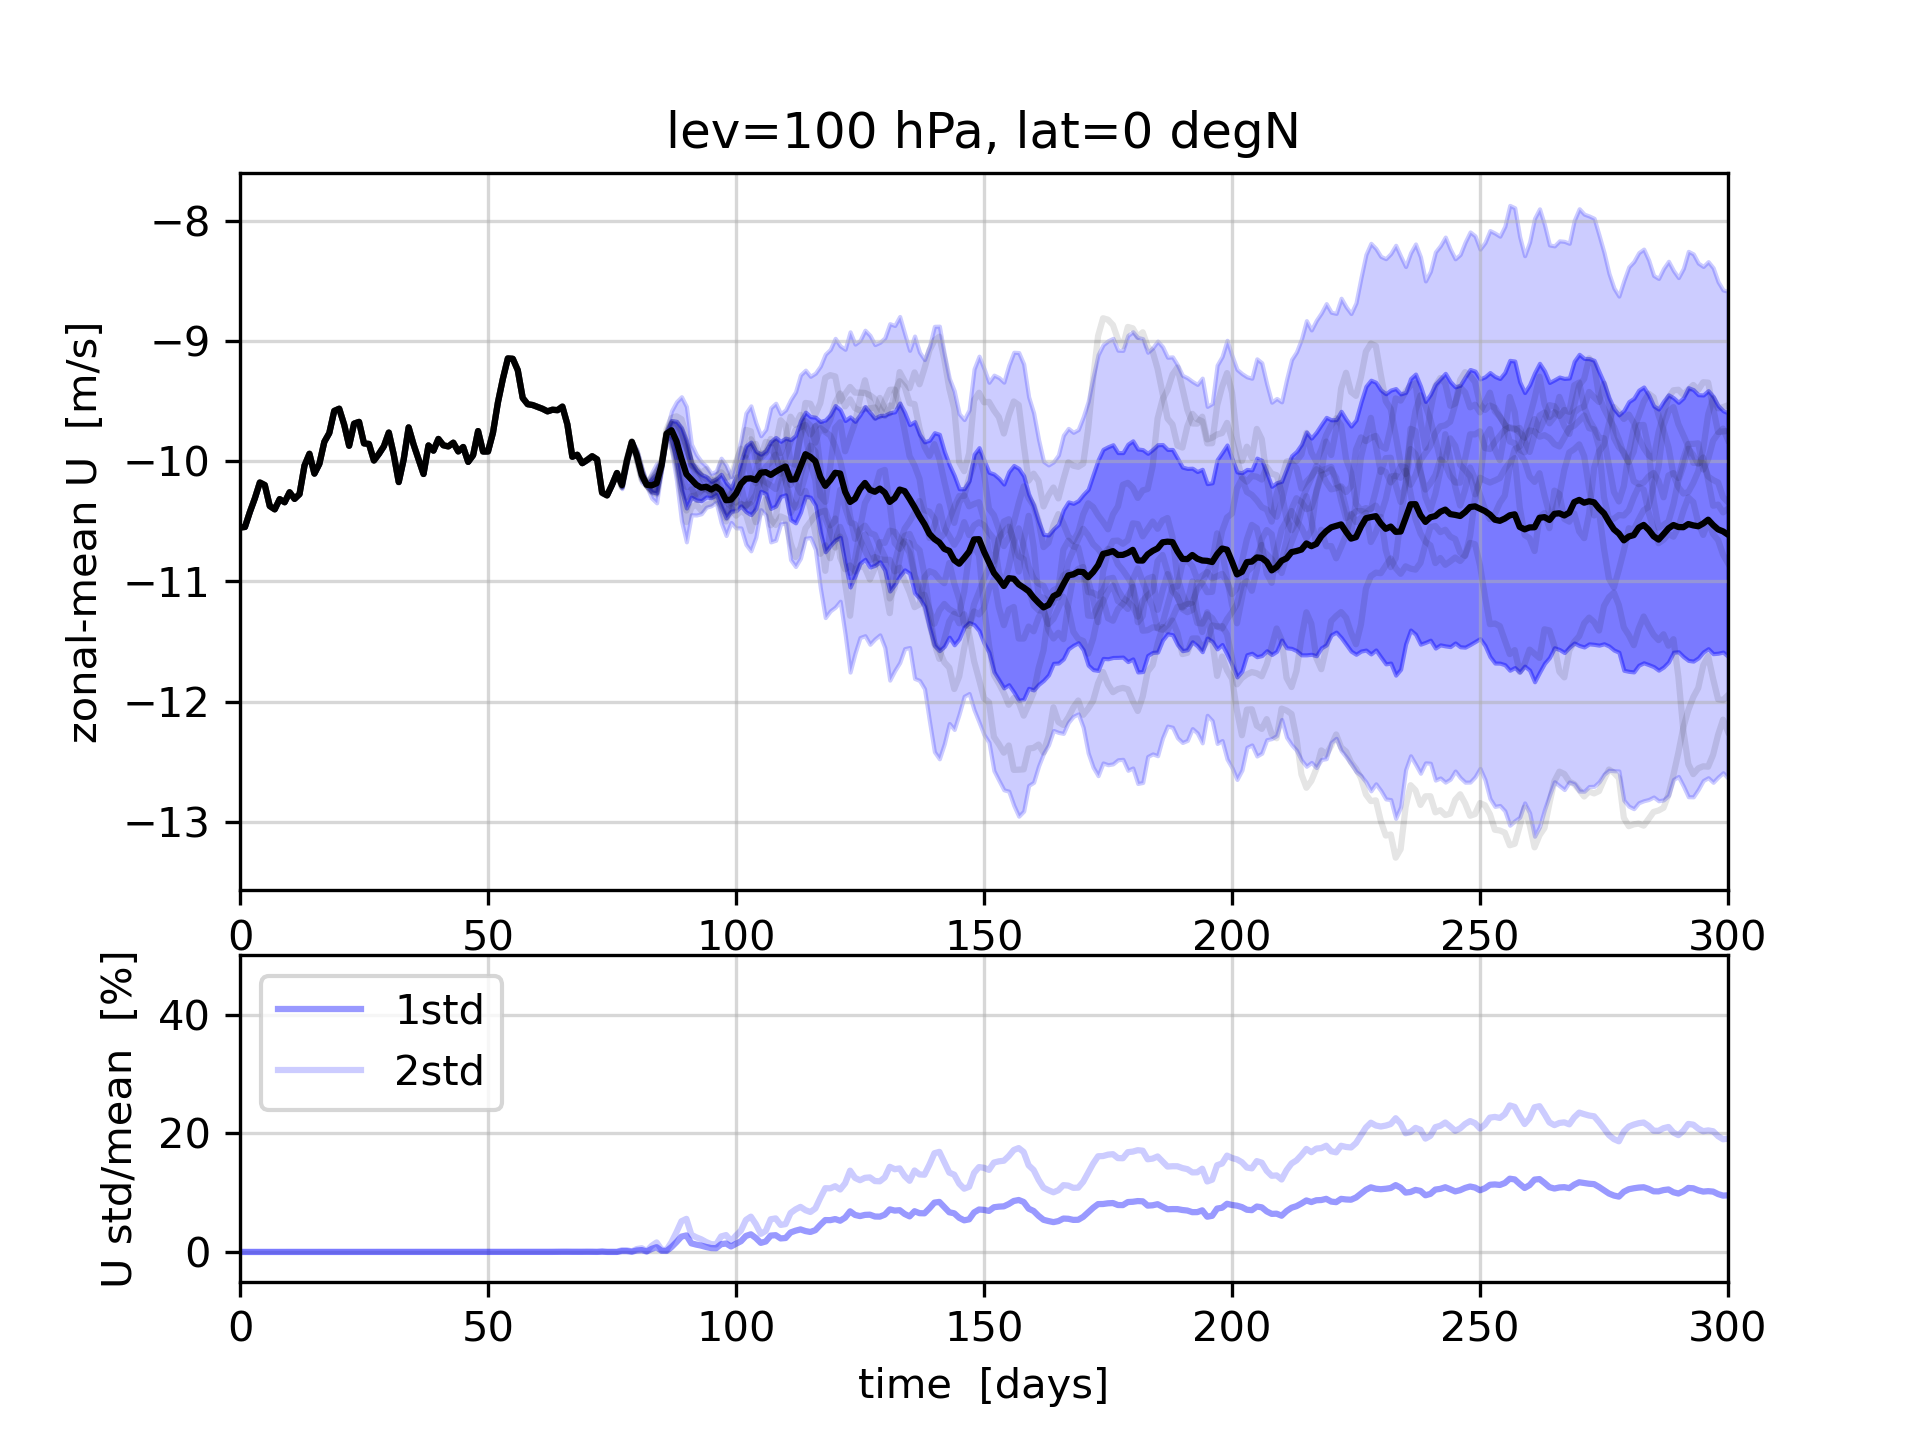 lev=100 hPa, lat=0 degN
zonal-mean U  [m/s]
−8
−9
−10
−11
−12
−13
0 50 100 150 200 250 300
U std/mean  [%]
40
20
0
1std
2std
0 50 100 150 200 250 300
time  [days]